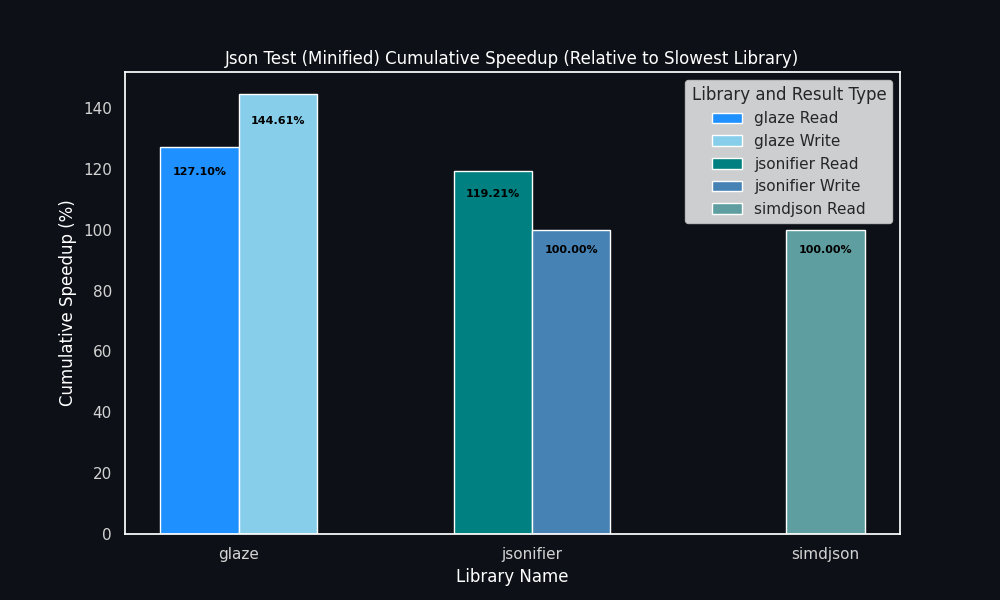 Json Test (Minified) Cumulative Speedup (Relative to Slowest Library)
Library and Result Type
glaze Read
glaze Write
jsonifier Read
jsonifier Write
simdjson Read
Cumulative Speedup (%)
140
120
100
80
60
40
20
0
127.10%
144.61%
119.21%
100.00%
100.00%
glaze
jsonifier
simdjson
Library Name